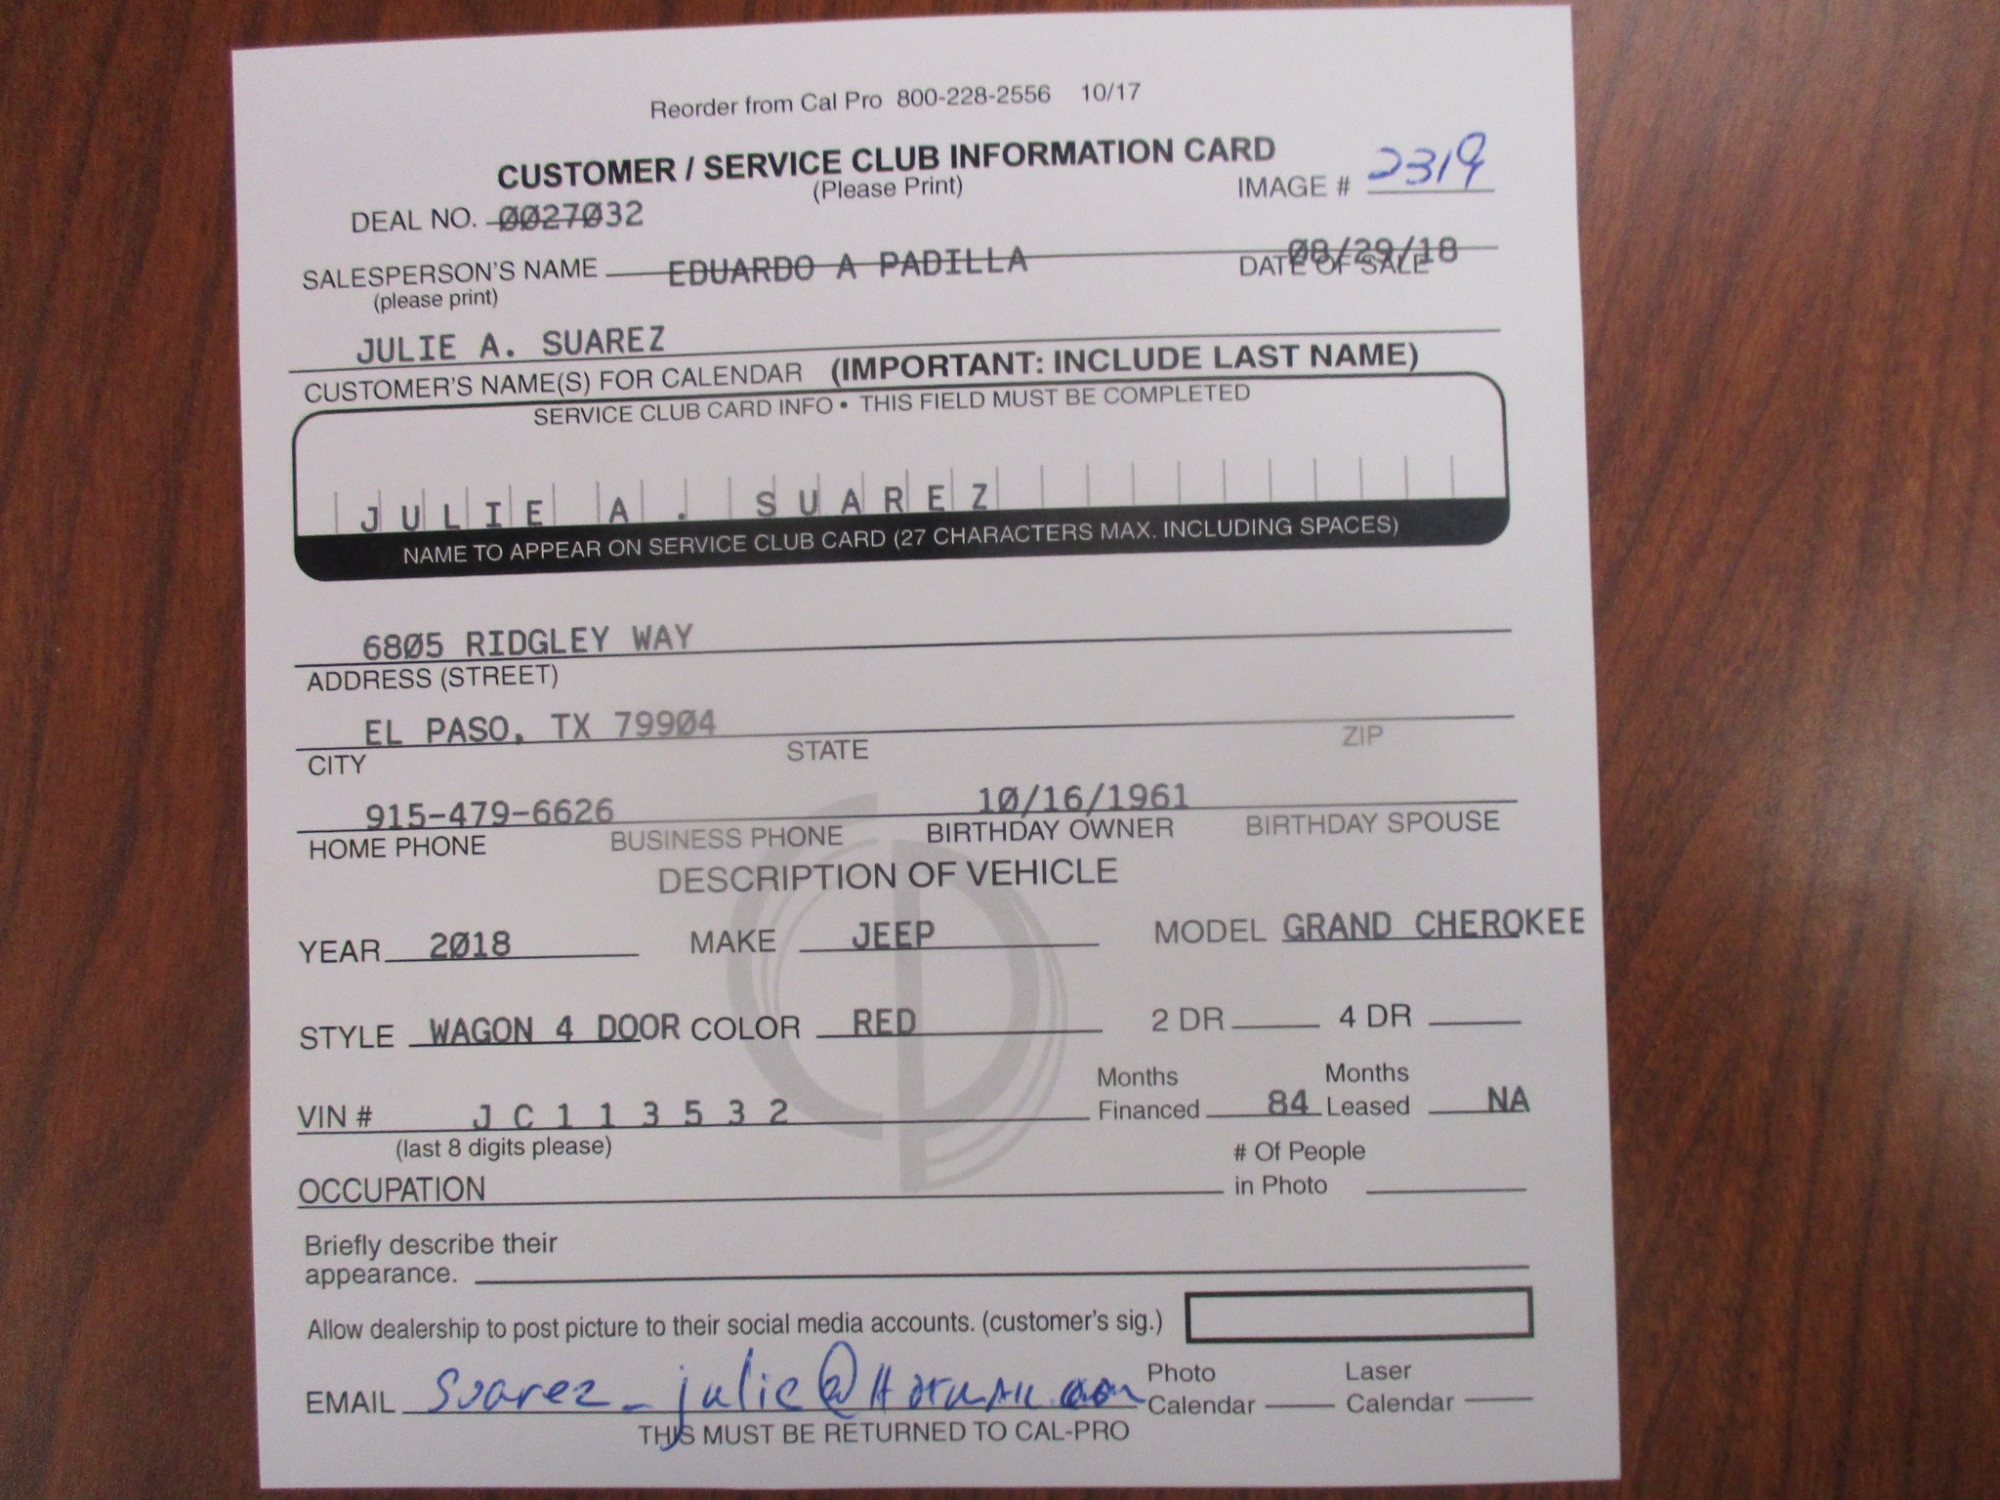 Reorder from Cal Pro 800-228-2556 10/17
CUSTOMER / SERVICE CLUB INFORMATION CARD
(Please Print)
IMAGE # 2319
DEAL NO. 0027032
SALESPERSON'S NAME EDUARDO A PADILLA DATE OF SALE 08/29/18
(please print)
JULIE A. SUAREZ
CUSTOMER'S NAME(S) FOR CALENDAR (IMPORTANT: INCLUDE LAST NAME)
SERVICE CLUB CARD INFO • THIS FIELD MUST BE COMPLETED
JULIE A. SUAREZ
NAME TO APPEAR ON SERVICE CLUB CARD (27 CHARACTERS MAX. INCLUDING SPACES)
6805 RIDGLEY WAY
ADDRESS (STREET)
EL PASO, TX 79904
CITY STATE ZIP
915-479-6626 10/16/1961
HOME PHONE BUSINESS PHONE BIRTHDAY OWNER BIRTHDAY SPOUSE
DESCRIPTION OF VEHICLE
YEAR 2018 MAKE JEEP MODEL GRAND CHEROKEE
STYLE WAGON 4 DOOR COLOR RED 2 DR 4 DR
Months Months
VIN # J C 1 1 3 5 3 2 Financed 84 Leased NA
(last 8 digits please)
# Of People
OCCUPATION in Photo
Briefly describe their
appearance.
Allow dealership to post picture to their social media accounts. (customer's sig.)
Photo Laser
EMAIL Suarez_julie@Hotmail.com Calendar Calendar
THIS MUST BE RETURNED TO CAL-PRO